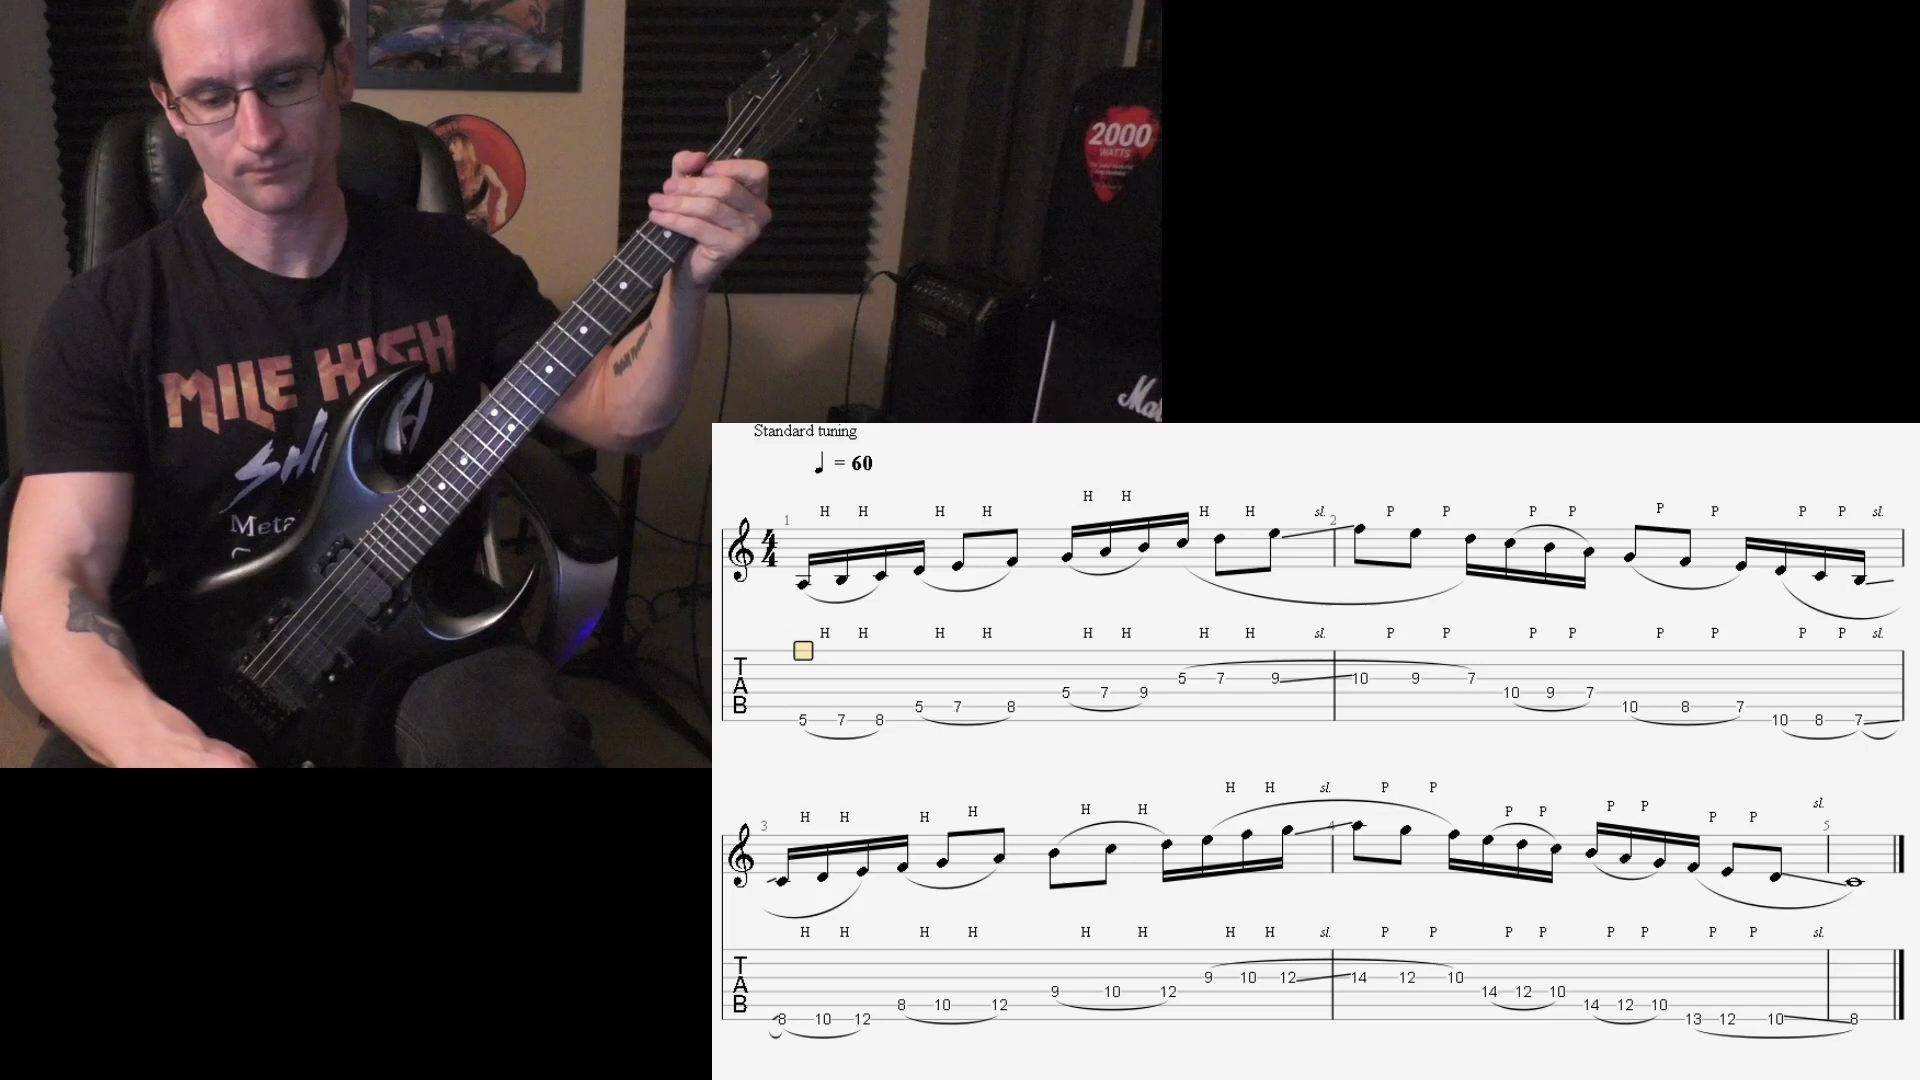 2000
WATTS
MILE HIGH
Meta
Mar
Standard tuning
♩ = 60
H H H H H H H H sl. P P P P P P P P sl.
1 2
4
4
H H H H H H H H sl. P P P P P P P P sl.
T
A
B
5 7 9 10 9 7
5 7 9 10 9 7
5 7 8 10 8 7
5 7 8 10 8 7
H H H H H H H H sl. P P P P P P P P sl.
3 4 5
H H H H H H H H sl. P P P P P P P P sl.
T
A
B
9 10 12 14 12 10
9 10 12 14 12 10
8 10 12 14 12 10
8 10 12 13 12 10 8